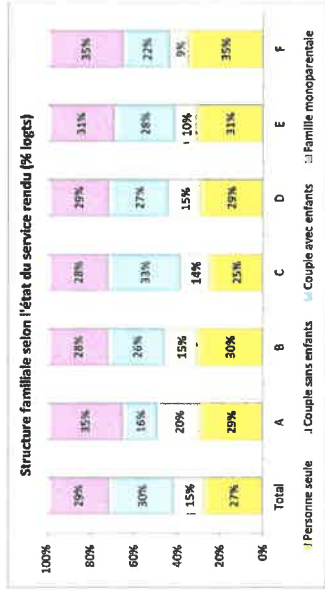 Structure familiale selon l'état du service rendu (% logts)
100%
80%
60%
40%
20%
0%
29% 35% 28% 28% 29% 31% 35%
30% 16% 26% 33% 27% 28% 22%
15% 20% 15% 14% 15% 10% 9%
27% 29% 30% 25% 29% 31% 35%
Total A B C D E F
Personne seule Couple sans enfants Couple avec enfants Famille monoparentale